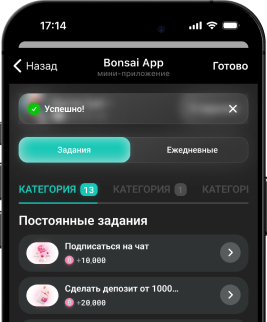 17:14
Назад
Bonsai App
мини-приложение
Готово
Успешно!
Задания
Ежедневные
КАТЕГОРИЯ 13
КАТЕГОРИЯ 1
КАТЕГОРИ
Постоянные задания
Подписаться на чат
+10.000
Сделать депозит от 1000...
+20.000